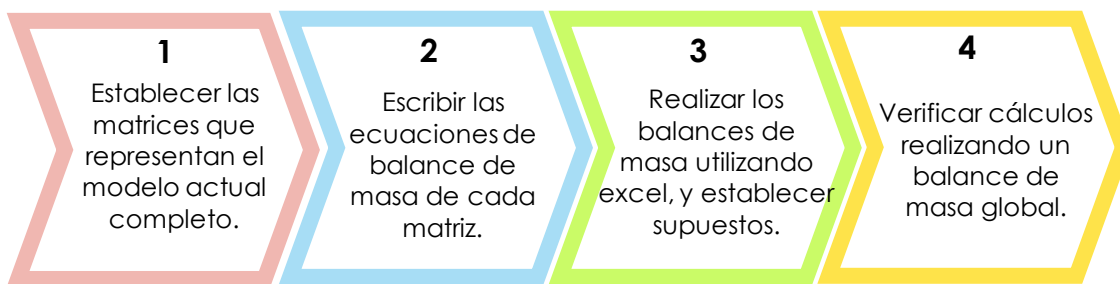 1
Establecer las
matrices que
representan el
modelo actual
completo.
2
Escribir las
ecuaciones de
balance de
masa de cada
matriz.
3
Realizar los
balances de
masa utilizando
excel, y establecer
supuestos.
4
Verificar cálculos
realizando un
balance de
masa global.